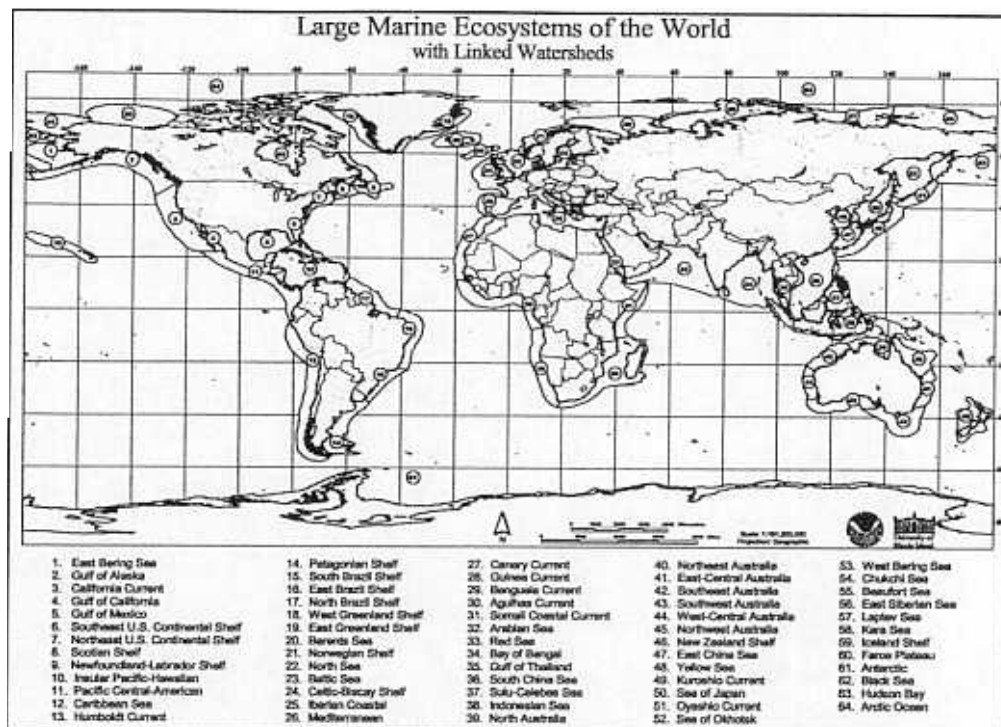 Large Marine Ecosystems of the World
with Linked Watersheds
1. East Bering Sea
2. Gulf of Alaska
3. California Current
4. Gulf of California
5. Gulf of Mexico
6. Southeast U.S. Continental Shelf
7. Northeast U.S. Continental Shelf
8. Scotian Shelf
9. Newfoundland-Labrador Shelf
10. Insular Pacific-Hawaiian
11. Pacific Central-American
12. Caribbean Sea
13. Humboldt Current
14. Patagonian Shelf
15. South Brazil Shelf
16. East Brazil Shelf
17. North Brazil Shelf
18. West Greenland Shelf
19. East Greenland Shelf
20. Barents Sea
21. Norwegian Shelf
22. North Sea
23. Baltic Sea
24. Celtic-Biscay Shelf
25. Iberian Coastal
26. Mediterranean
27. Canary Current
28. Guinea Current
29. Benguela Current
30. Agulhas Current
31. Somali Coastal Current
32. Arabian Sea
33. Red Sea
34. Bay of Bengal
35. Gulf of Thailand
36. South China Sea
37. Sulu-Celebes Sea
38. Indonesian Sea
39. North Australia
40. Northeast Australia
41. East-Central Australia
42. Southeast Australia
43. Southwest Australia
44. West-Central Australia
45. Northwest Australia
46. New Zealand Shelf
47. East China Sea
48. Yellow Sea
49. Kuroshio Current
50. Sea of Japan
51. Oyashio Current
52. Sea of Okhotsk
53. West Bering Sea
54. Chukchi Sea
55. Beaufort Sea
56. East Siberian Sea
57. Laptev Sea
58. Kara Sea
59. Iceland Shelf
60. Faroe Plateau
61. Antarctic
62. Black Sea
63. Hudson Bay
64. Arctic Ocean